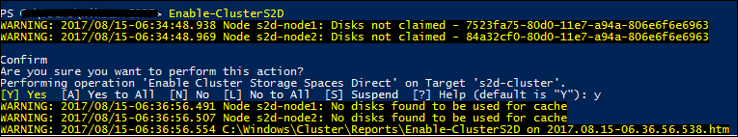 PS Enable-ClusterS2D
WARNING: 2017/08/15-06:34:48.938 Node s2d-node1: Disks not claimed - 7523fa75-80d0-11e7-a94a-806e6f6e6963
WARNING: 2017/08/15-06:34:48.969 Node s2d-node2: Disks not claimed - 84a32cf0-80d0-11e7-a94a-806e6f6e6963
Confirm
Are you sure you want to perform this action?
Performing operation 'Enable Cluster Storage Spaces Direct' on Target 's2d-cluster'.
[Y] Yes  [A] Yes to All  [N] No  [L] No to All  [S] Suspend  [?] Help (default is "Y"): y
WARNING: 2017/08/15-06:36:56.491 Node s2d-node1: No disks found to be used for cache
WARNING: 2017/08/15-06:36:56.507 Node s2d-node2: No disks found to be used for cache
WARNING: 2017/08/15-06:36:56.554 C:\Windows\Cluster\Reports\Enable-ClusterS2D on 2017.08.15-06.36.56.538.htm